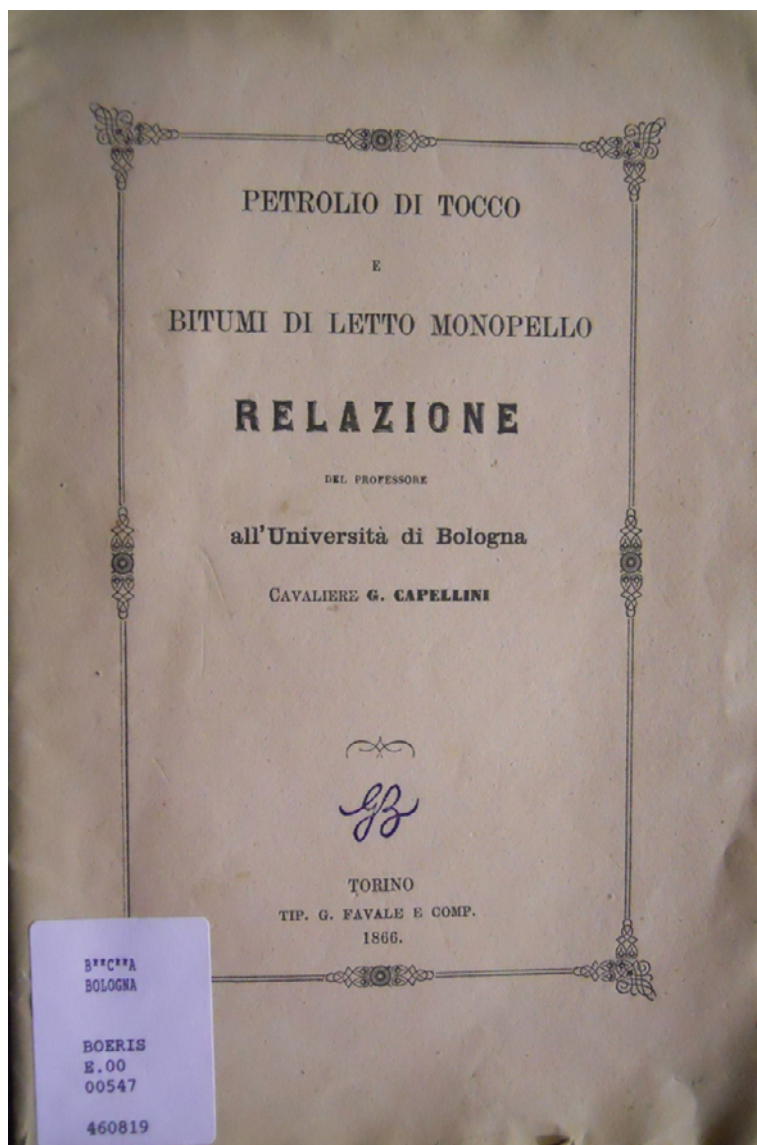 PETROLIO DI TOCCO
E
BITUMI DI LETTO MONOPELLO
RELAZIONE
DEL PROFESSORE
all'Università di Bologna
CAVALIERE G. CAPELLINI
GB
TORINO
TIP. G. FAVALE E COMP.
1866.
B**C**A
BOLOGNA
BOERIS
E.00
00547
460819